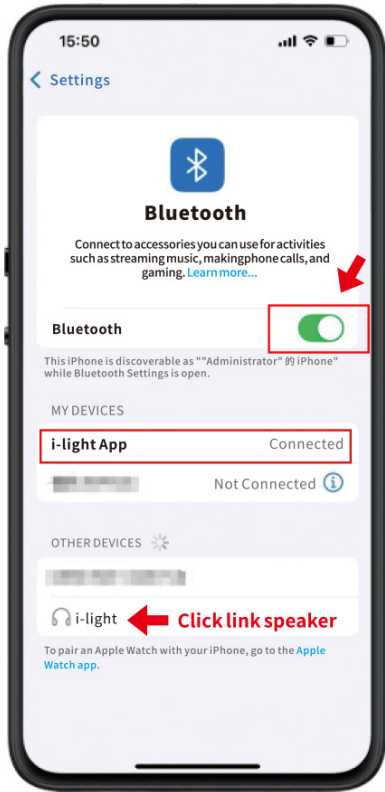 15:50
Settings
Bluetooth
Connect to accessories you can use for activities
such as streaming music, makingphone calls, and
gaming. Learn more...
Bluetooth
This iPhone is discoverable as ""Administrator" 的 iPhone"
while Bluetooth Settings is open.
MY DEVICES
i-light App Connected
Not Connected
OTHER DEVICES
i-light Click link speaker
To pair an Apple Watch with your iPhone, go to the Apple
Watch app.